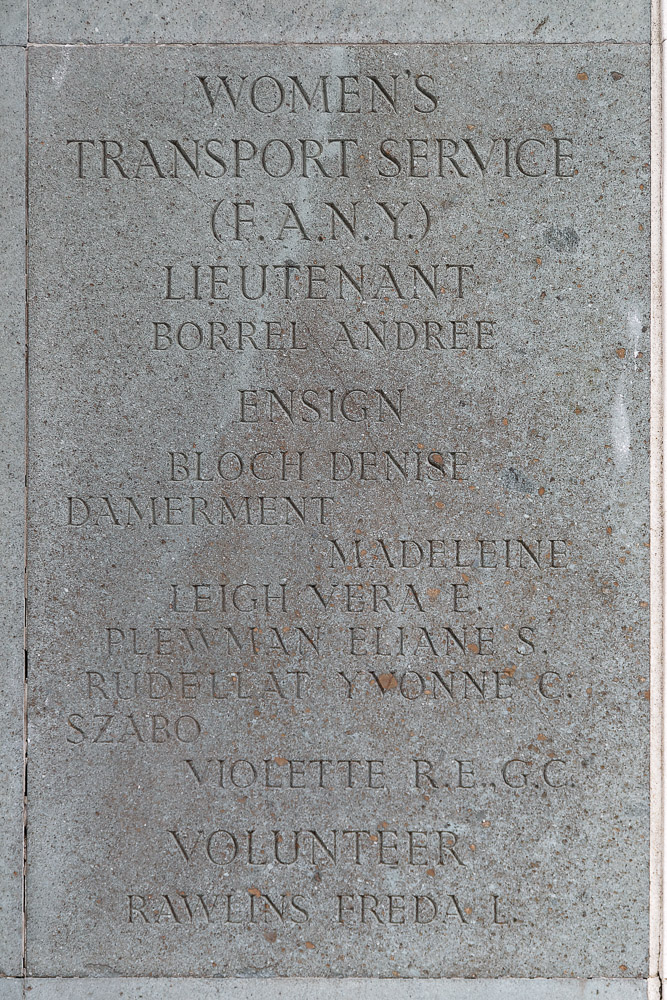 WOMEN'S
TRANSPORT SERVICE
(F.A.N.Y.)
LIEUTENANT
BORREL ANDREE
ENSIGN
BLOCH DENISE
DAMERMENT
MADELEINE
LEIGH VERA E.
PLEWMAN ELIANE S.
RUDELLAT YVONNE C.
SZABO
VIOLETTE R.E., G.C.
VOLUNTEER
RAWLINS FREDA L.